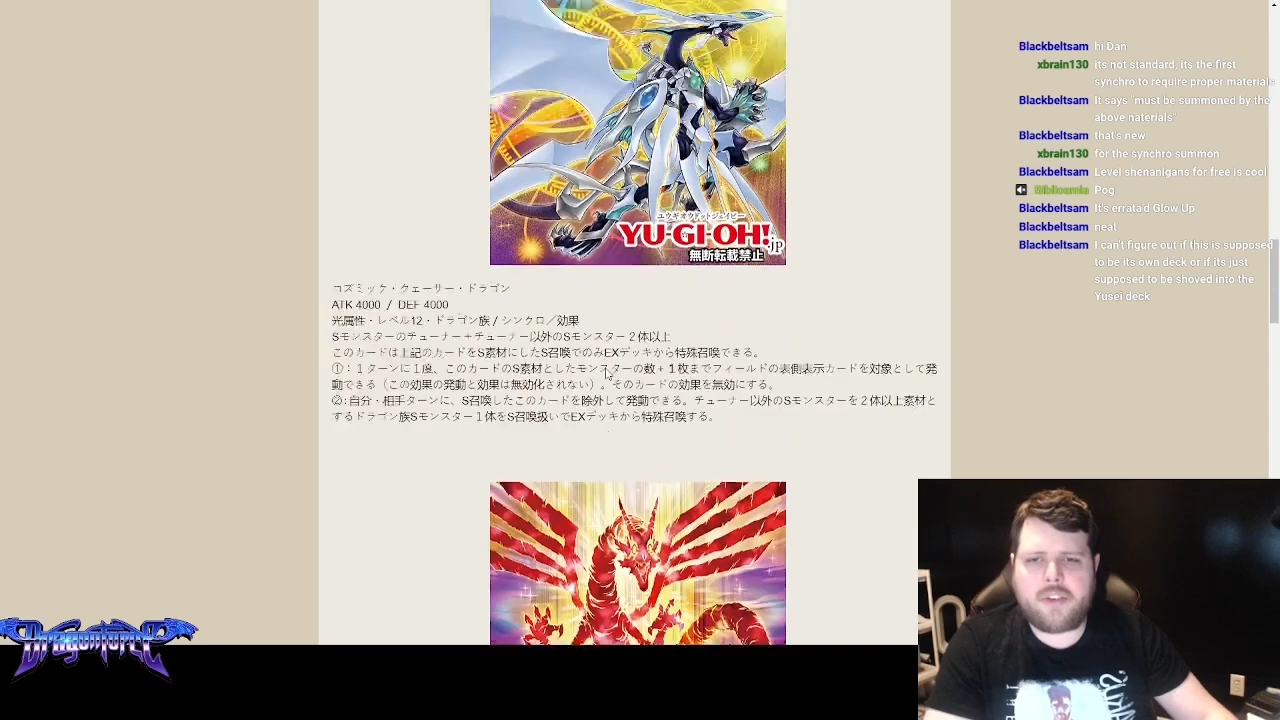 ユウギオウドットジェイピー
YU-GI-OH!.jp
無断転載禁止
コズミック・クェーサー・ドラゴン
ATK 4000 / DEF 4000
光属性・レベル12・ドラゴン族 / シンクロ／効果
Sモンスターのチューナー＋チューナー以外のSモンスター２体以上
このカードは上記のカードをS素材にしたS召喚でのみEXデッキから特殊召喚できる。
①：１ターンに１度、このカードのS素材としたモンスターの数＋１枚までフィールドの表側表示カードを対象として発
動できる（この効果の発動と効果は無効化されない）。そのカードの効果を無効にする。
②：自分・相手ターンに、S召喚したこのカードを除外して発動できる。チューナー以外のSモンスターを２体以上素材と
するドラゴン族Sモンスター１体をS召喚扱いでEXデッキから特殊召喚する。
Blackbeltsam hi Dan
xbrain130 its not standard, its the first
synchro to require proper materials
Blackbeltsam It says "must be summoned by the
above naterials"
Blackbeltsam that's new
xbrain130 for the synchro summon
Blackbeltsam Level shenanigans for free is cool
Pog
Blackbeltsam It's errata'd Glow Up
Blackbeltsam neat
Blackbeltsam I can't figure out if this is supposed
to be its own deck or if its just
supposed to be shoved into the
Yusei deck
DragonForce